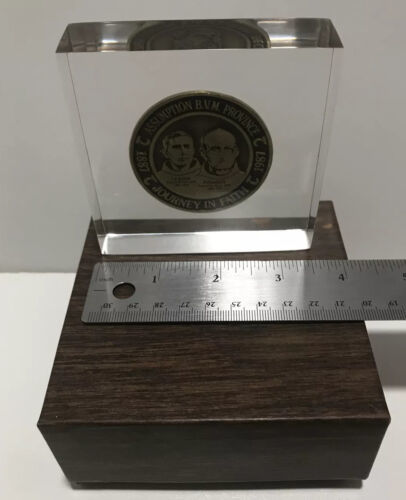 ASSUMPTION B.V.M. PROVINCE
1887
1981
JOURNEY IN FAITH
1 2 3 4
30 29 28 27 26 25 24 23 22 21 20 19